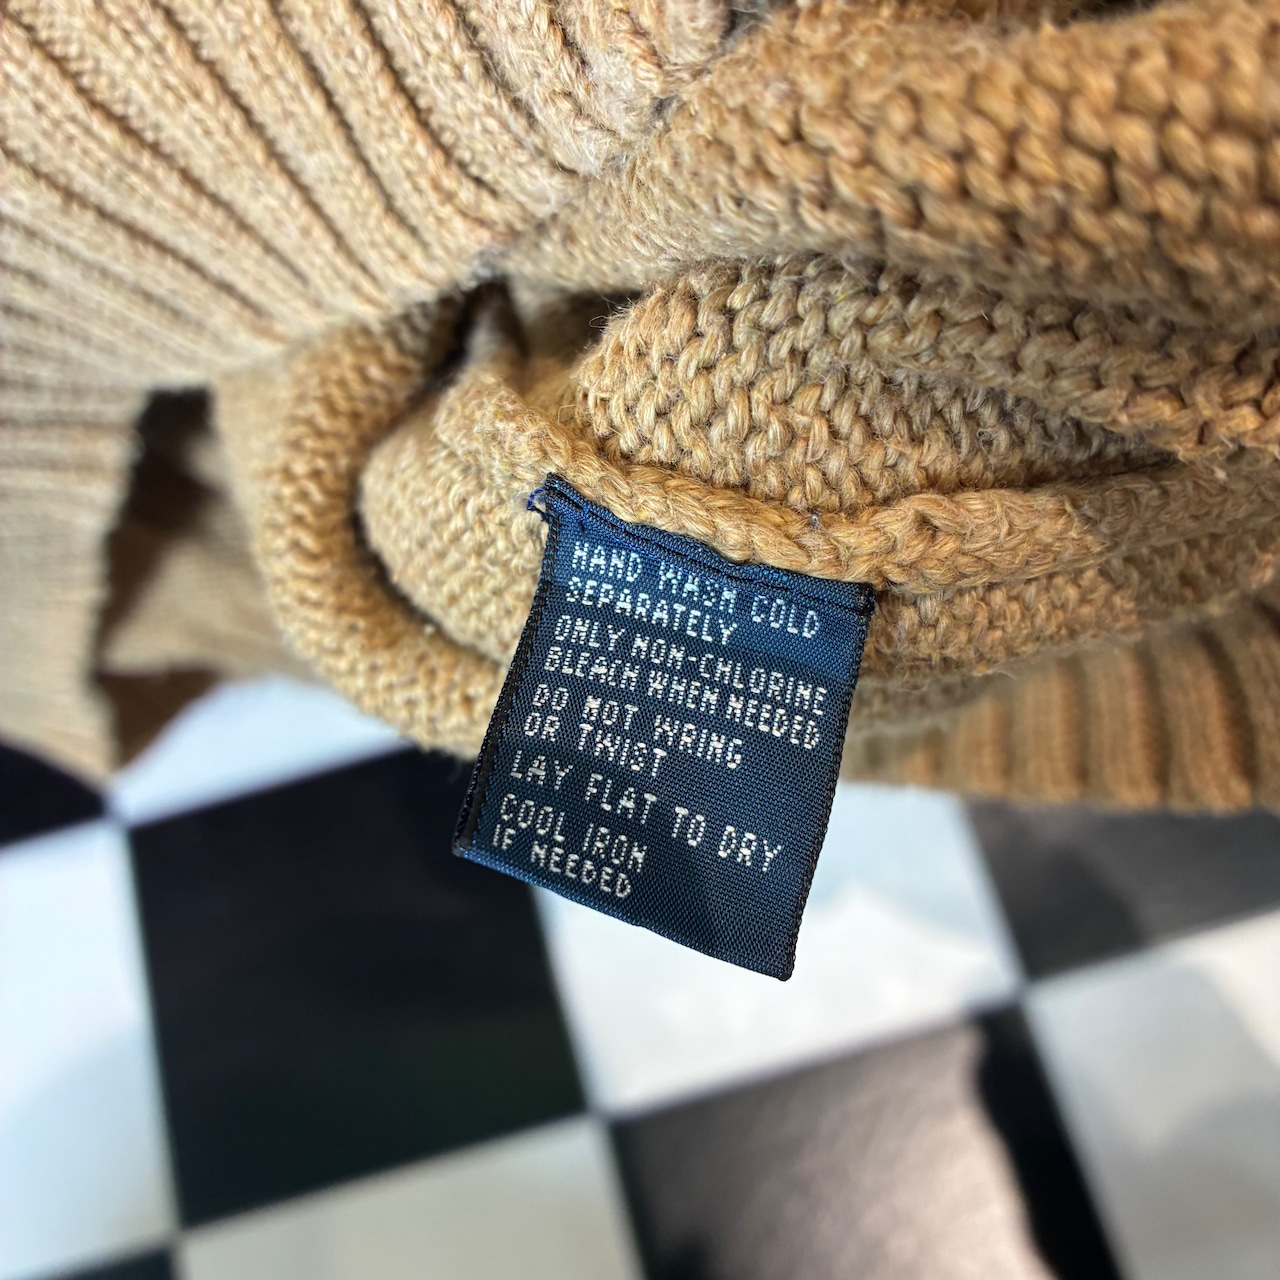 HAND WASH COLD
SEPARATELY
ONLY NON-CHLORINE
BLEACH WHEN NEEDED
DO NOT WRING
OR TWIST
LAY FLAT TO DRY
COOL IRON
IF NEEDED